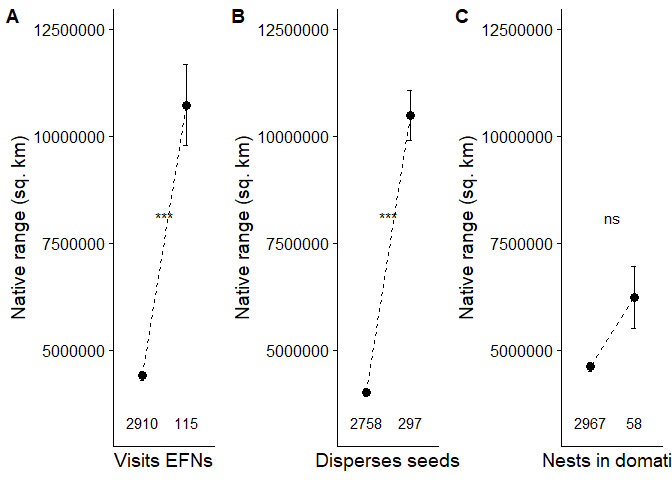 A
Native range (sq. km)
12500000
10000000
7500000
5000000
***
2910 115
Visits EFNs
B
Native range (sq. km)
12500000
10000000
7500000
5000000
***
2758 297
Disperses seeds
C
Native range (sq. km)
12500000
10000000
7500000
5000000
ns
2967 58
Nests in domati